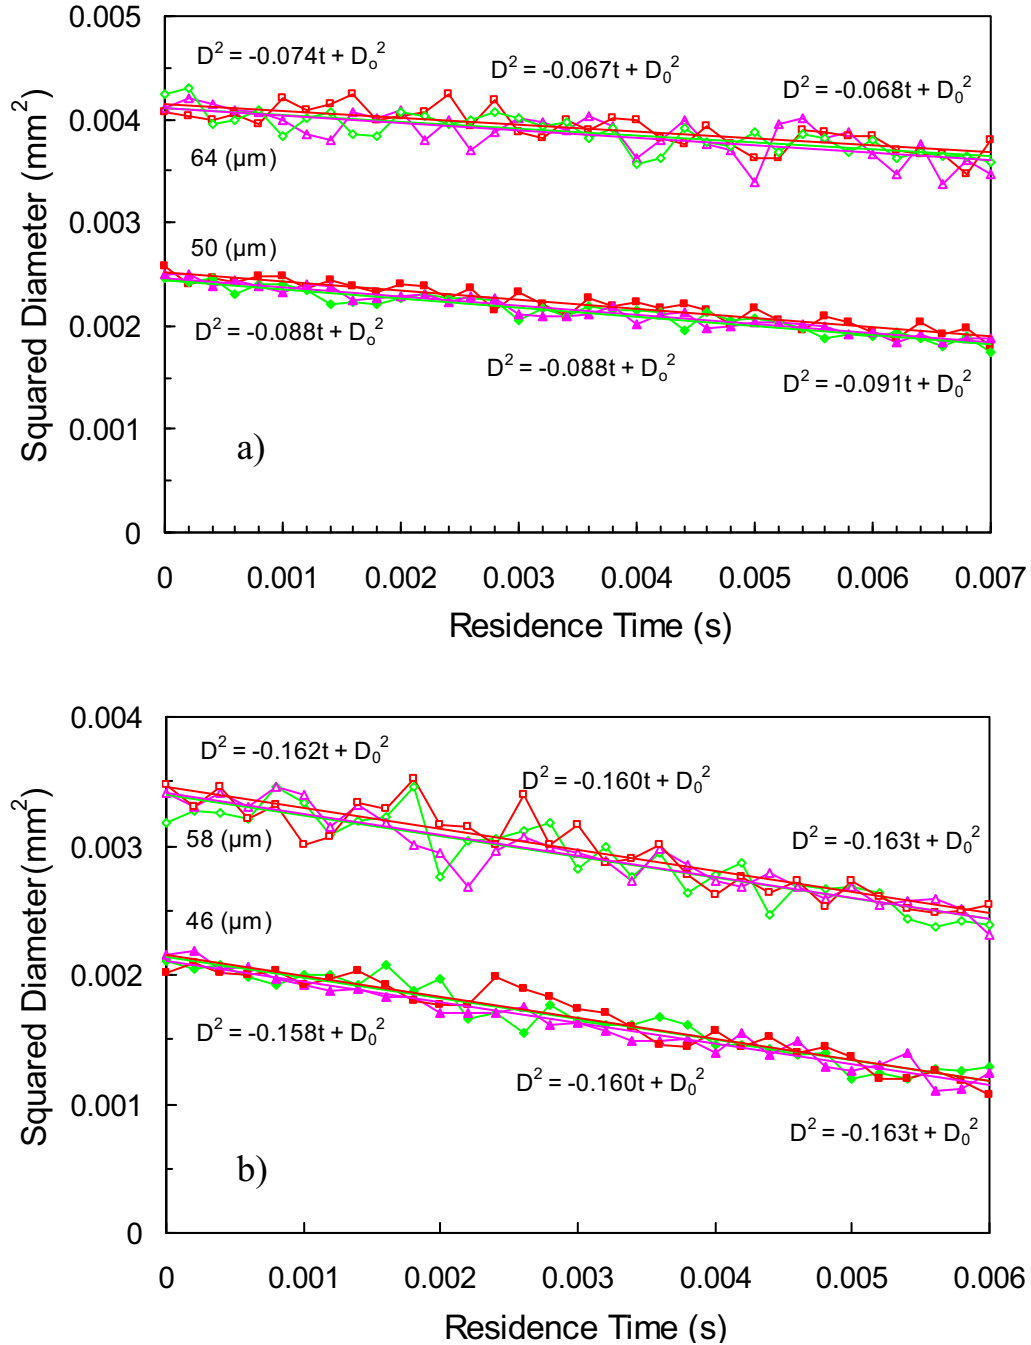 0.005
D² = -0.074t + Dₒ²
D² = -0.067t + D₀²
D² = -0.068t + D₀²
0.004
64 (µm)
0.003
50 (µm)
0.002
D² = -0.088t + Dₒ²
D² = -0.088t + Dₒ²
D² = -0.091t + D₀²
0.001
a)
0
Squared Diameter (mm²)
0 0.001 0.002 0.003 0.004 0.005 0.006 0.007
Residence Time (s)
0.004
D² = -0.162t + D₀²
D² = -0.160t + D₀²
D² = -0.163t + D₀²
0.003
58 (µm)
46 (µm)
0.002
D² = -0.158t + D₀²
D² = -0.160t + D₀²
0.001
D² = -0.163t + D₀²
b)
0
Squared Diameter (mm²)
0 0.001 0.002 0.003 0.004 0.005 0.006
Residence Time (s)